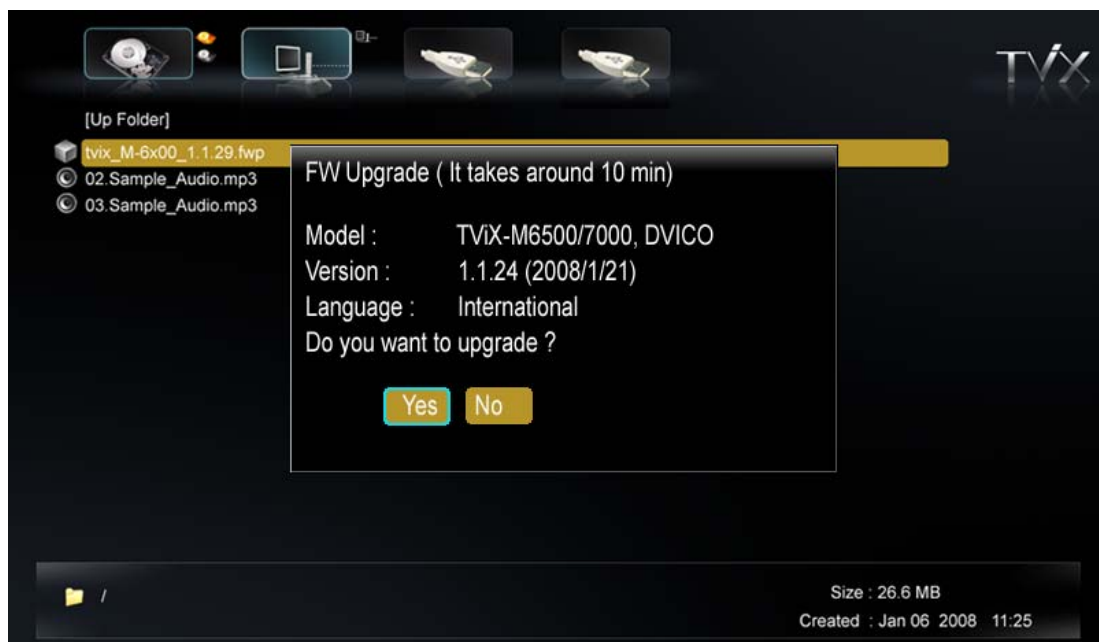 TViX
[Up Folder]
tvix_M-6x00_1.1.29.fwp
02.Sample_Audio.mp3
03.Sample_Audio.mp3
FW Upgrade ( It takes around 10 min)
Model : TViX-M6500/7000, DVICO
Version : 1.1.24 (2008/1/21)
Language : International
Do you want to upgrade ?
Yes No
/
Size : 26.6 MB
Created : Jan 06 2008 11:25